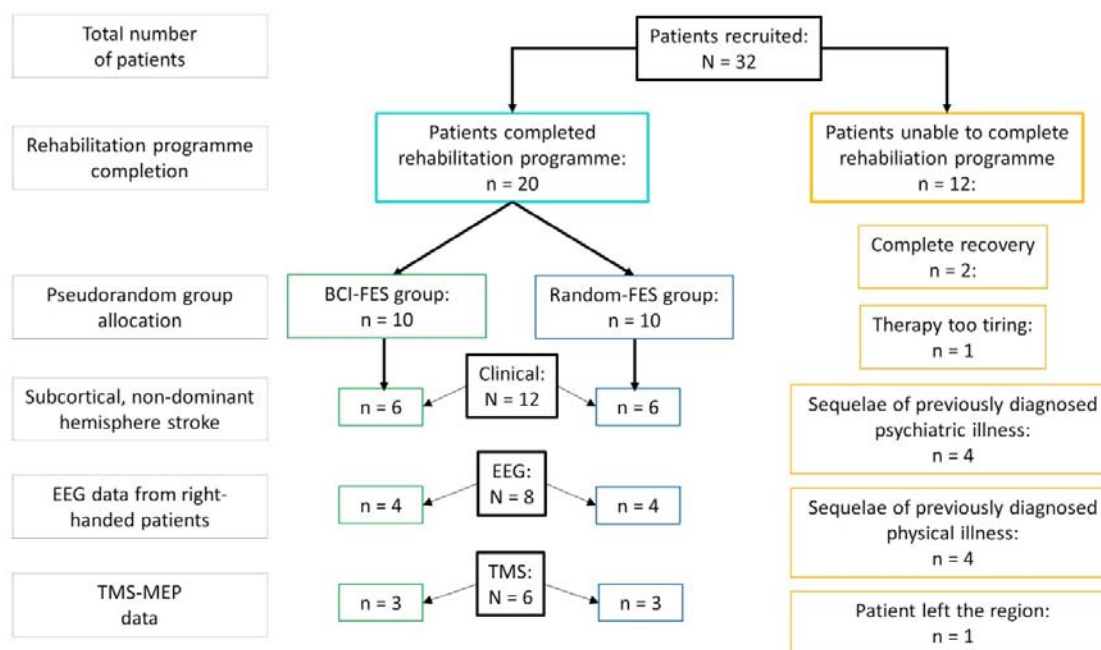 Total number
of patients
Patients recruited:
N = 32
Rehabilitation programme
completion
Patients completed
rehabilitation programme:
n = 20
Patients unable to complete
rehabiliation programme
n = 12:
Complete recovery
n = 2:
Pseudorandom group
allocation
BCI-FES group:
n = 10
Random-FES group:
n = 10
Therapy too tiring:
n = 1
Subcortical, non-dominant
hemisphere stroke
n = 6
Clinical:
N = 12
n = 6
Sequelae of previously diagnosed
psychiatric illness:
n = 4
EEG data from right-
handed patients
n = 4
EEG:
N = 8
n = 4
Sequelae of previously diagnosed
physical illness:
n = 4
TMS-MEP
data
n = 3
TMS:
N = 6
n = 3
Patient left the region:
n = 1